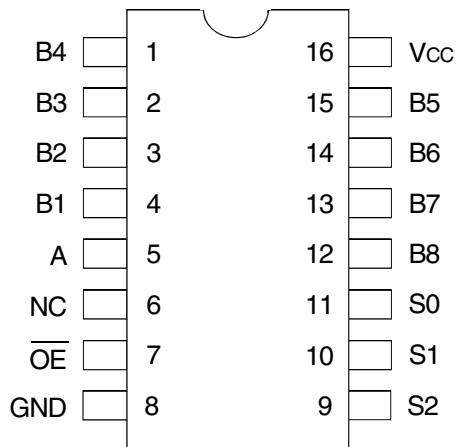 B4 1 16 VCC
B3 2 15 B5
B2 3 14 B6
B1 4 13 B7
A 5 12 B8
NC 6 11 S0
O̅E̅ 7 10 S1
GND 8 9 S2